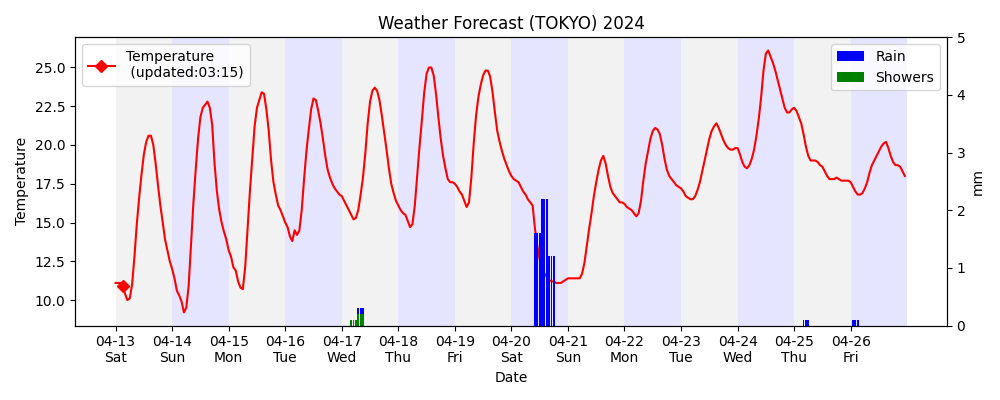 Weather Forecast (TOKYO) 2024
Temperature
(updated:03:15)
Rain
Showers
Temperature
25.0
22.5
20.0
17.5
15.0
12.5
10.0
5
4
3
2
1
0
mm
04-13 04-14 04-15 04-16 04-17 04-18 04-19 04-20 04-21 04-22 04-23 04-24 04-25 04-26
Sat Sun Mon Tue Wed Thu Fri Sat Sun Mon Tue Wed Thu Fri
Date